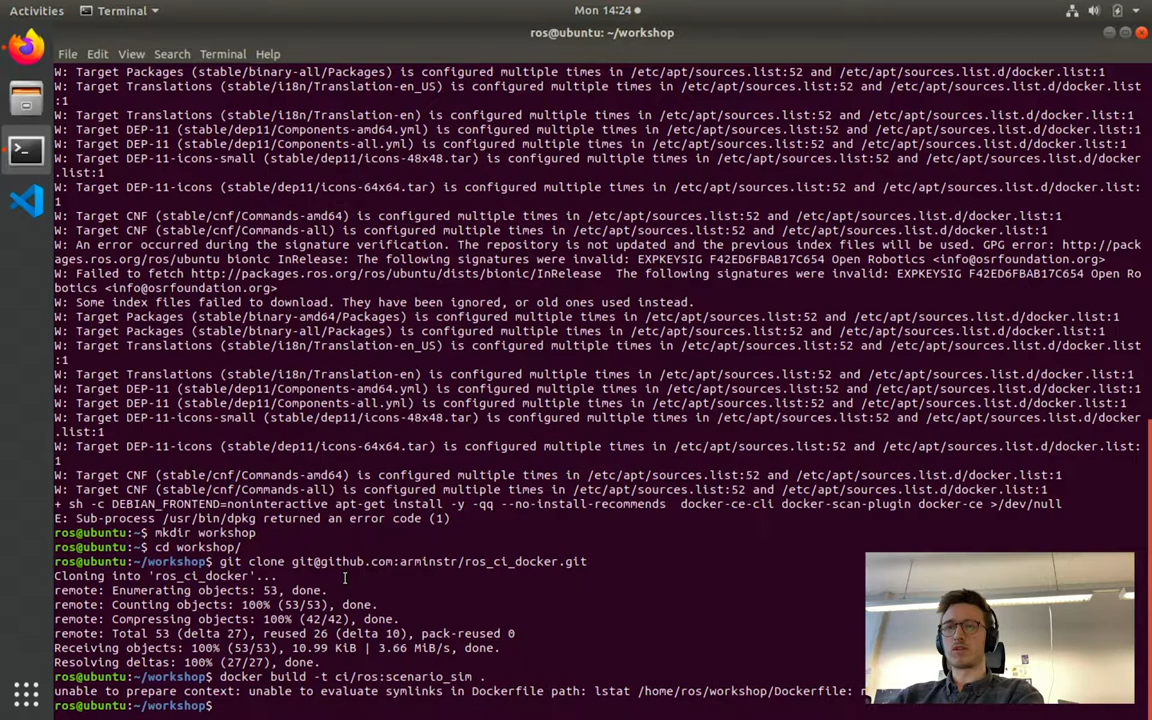 Activities Terminal Mon 14:24
ros@ubuntu: ~/workshop
File Edit View Search Terminal Help
W: Target Packages (stable/binary-all/Packages) is configured multiple times in /etc/apt/sources.list:52 and /etc/apt/sources.list.d/docker.list:1
W: Target Translations (stable/i18n/Translation-en_US) is configured multiple times in /etc/apt/sources.list:52 and /etc/apt/sources.list.d/docker.list
:1
W: Target Translations (stable/i18n/Translation-en) is configured multiple times in /etc/apt/sources.list:52 and /etc/apt/sources.list.d/docker.list:1
W: Target DEP-11 (stable/dep11/Components-amd64.yml) is configured multiple times in /etc/apt/sources.list:52 and /etc/apt/sources.list.d/docker.list:1
W: Target DEP-11 (stable/dep11/Components-all.yml) is configured multiple times in /etc/apt/sources.list:52 and /etc/apt/sources.list.d/docker.list:1
W: Target DEP-11-icons-small (stable/dep11/icons-48x48.tar) is configured multiple times in /etc/apt/sources.list:52 and /etc/apt/sources.list.d/docker
.list:1
W: Target DEP-11-icons (stable/dep11/icons-64x64.tar) is configured multiple times in /etc/apt/sources.list:52 and /etc/apt/sources.list.d/docker.list:
1
W: Target CNF (stable/cnf/Commands-amd64) is configured multiple times in /etc/apt/sources.list:52 and /etc/apt/sources.list.d/docker.list:1
W: Target CNF (stable/cnf/Commands-all) is configured multiple times in /etc/apt/sources.list:52 and /etc/apt/sources.list.d/docker.list:1
W: An error occurred during the signature verification. The repository is not updated and the previous index files will be used. GPG error: http://pack
ages.ros.org/ros/ubuntu bionic InRelease: The following signatures were invalid: EXPKEYSIG F42ED6FBAB17C654 Open Robotics <info@osrfoundation.org>
W: Failed to fetch http://packages.ros.org/ros/ubuntu/dists/bionic/InRelease  The following signatures were invalid: EXPKEYSIG F42ED6FBAB17C654 Open Ro
botics <info@osrfoundation.org>
W: Some index files failed to download. They have been ignored, or old ones used instead.
W: Target Packages (stable/binary-amd64/Packages) is configured multiple times in /etc/apt/sources.list:52 and /etc/apt/sources.list.d/docker.list:1
W: Target Packages (stable/binary-all/Packages) is configured multiple times in /etc/apt/sources.list:52 and /etc/apt/sources.list.d/docker.list:1
W: Target Translations (stable/i18n/Translation-en_US) is configured multiple times in /etc/apt/sources.list:52 and /etc/apt/sources.list.d/docker.list
:1
W: Target Translations (stable/i18n/Translation-en) is configured multiple times in /etc/apt/sources.list:52 and /etc/apt/sources.list.d/docker.list:1
W: Target DEP-11 (stable/dep11/Components-amd64.yml) is configured multiple times in /etc/apt/sources.list:52 and /etc/apt/sources.list.d/docker.list:1
W: Target DEP-11 (stable/dep11/Components-all.yml) is configured multiple times in /etc/apt/sources.list:52 and /etc/apt/sources.list.d/docker.list:1
W: Target DEP-11-icons-small (stable/dep11/icons-48x48.tar) is configured multiple times in /etc/apt/sources.list:52 and /etc/apt/sources.list.d/docker
.list:1
W: Target DEP-11-icons (stable/dep11/icons-64x64.tar) is configured multiple times in /etc/apt/sources.list:52 and /etc/apt/sources.list.d/docker.list:
1
W: Target CNF (stable/cnf/Commands-amd64) is configured multiple times in /etc/apt/sources.list:52 and /etc/apt/sources.list.d/docker.list:1
W: Target CNF (stable/cnf/Commands-all) is configured multiple times in /etc/apt/sources.list:52 and /etc/apt/sources.list.d/docker.list:1
+ sh -c DEBIAN_FRONTEND=noninteractive apt-get install -y -qq --no-install-recommends  docker-ce-cli docker-scan-plugin docker-ce >/dev/null
E: Sub-process /usr/bin/dpkg returned an error code (1)
ros@ubuntu:~$ mkdir workshop
ros@ubuntu:~$ cd workshop/
ros@ubuntu:~/workshop$ git clone git@github.com:arminstr/ros_ci_docker.git
Cloning into 'ros_ci_docker'...
remote: Enumerating objects: 53, done.
remote: Counting objects: 100% (53/53), done.
remote: Compressing objects: 100% (42/42), done.
remote: Total 53 (delta 27), reused 26 (delta 10), pack-reused 0
Receiving objects: 100% (53/53), 10.99 KiB | 3.66 MiB/s, done.
Resolving deltas: 100% (27/27), done.
ros@ubuntu:~/workshop$ docker build -t ci/ros:scenario_sim .
unable to prepare context: unable to evaluate symlinks in Dockerfile path: lstat /home/ros/workshop/Dockerfile:
ros@ubuntu:~/workshop$